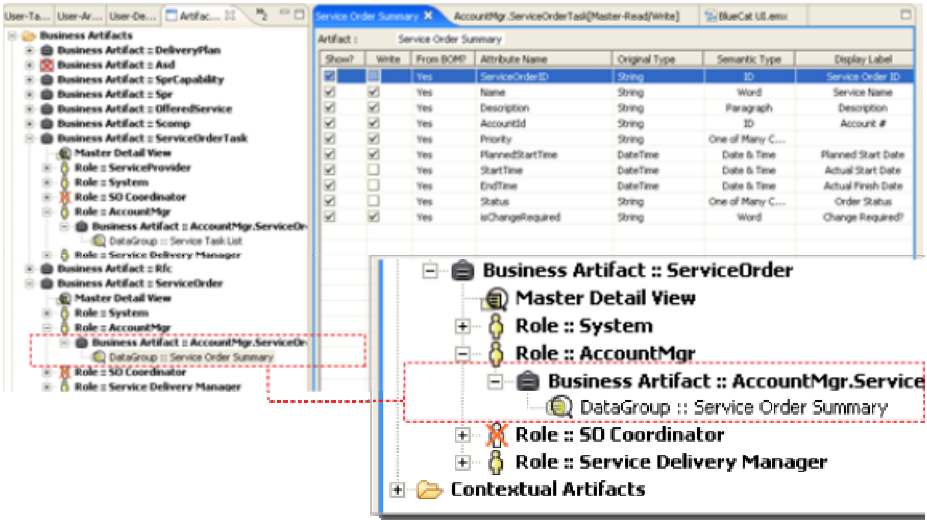 User-Ta... User-Ar... User-De... Artifac... 2
Business Artifacts
Business Artifact :: DeliveryPlan
Business Artifact :: Asd
Business Artifact :: SprCapability
Business Artifact :: Spr
Business Artifact :: OfferedService
Business Artifact :: Scomp
Business Artifact :: ServiceOrderTask
Master Detail View
Role :: ServiceProvider
Role :: System
Role :: SO Coordinator
Role :: AccountMgr
Business Artifact :: AccountMgr.ServiceOr
DataGroup :: Service Task List
Role :: Service Delivery Manager
Business Artifact :: Rfc
Business Artifact :: ServiceOrder
Master Detail View
Role :: System
Role :: AccountMgr
Business Artifact :: AccountMgr.ServiceOr
DataGroup :: Service Order Summary
Role :: SO Coordinator
Role :: Service Delivery Manager
Service Order Summary AccountMgr.ServiceOrderTask[Master-Read/Write] BlueCat UI.emx
Artifact : Service Order Summary
Show? Write From BOM? Attribute Name Original Type Semantic Type Display Label
Yes ServiceOrderID String ID Service Order ID
Yes Name String Word Service Name
Yes Description String Paragraph Description
Yes AccountId String ID Account #
Yes Priority String One of Many C...
Yes PlannedStartTime DateTime Date & Time Planned Start Date
Yes StartTime DateTime Date & Time Actual Start Date
Yes EndTime DateTime Date & Time Actual Finish Date
Yes Status String One of Many C... Order Status
Yes isChangeRequired String Word Change Required?
Business Artifact :: ServiceOrder
Master Detail View
Role :: System
Role :: AccountMgr
Business Artifact :: AccountMgr.Service
DataGroup :: Service Order Summary
Role :: SO Coordinator
Role :: Service Delivery Manager
Contextual Artifacts